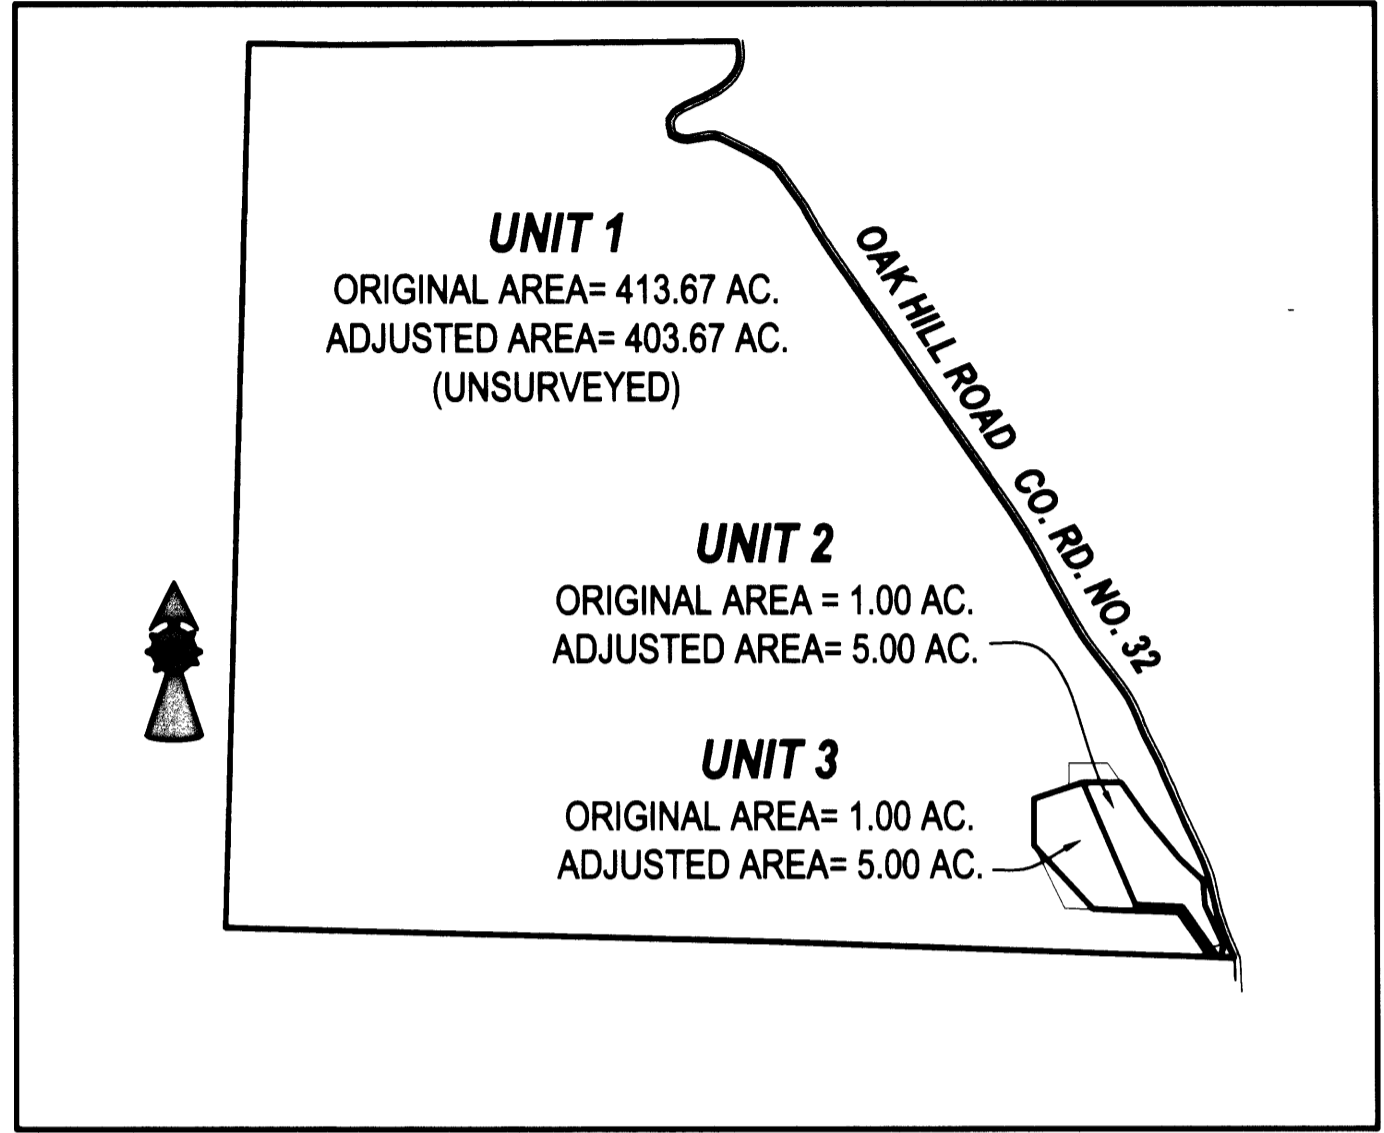 UNIT 1
ORIGINAL AREA= 413.67 AC.
ADJUSTED AREA= 403.67 AC.
(UNSURVEYED)
OAK HILL ROAD CO. RD. NO. 32
UNIT 2
ORIGINAL AREA = 1.00 AC.
ADJUSTED AREA= 5.00 AC.
UNIT 3
ORIGINAL AREA= 1.00 AC.
ADJUSTED AREA= 5.00 AC.